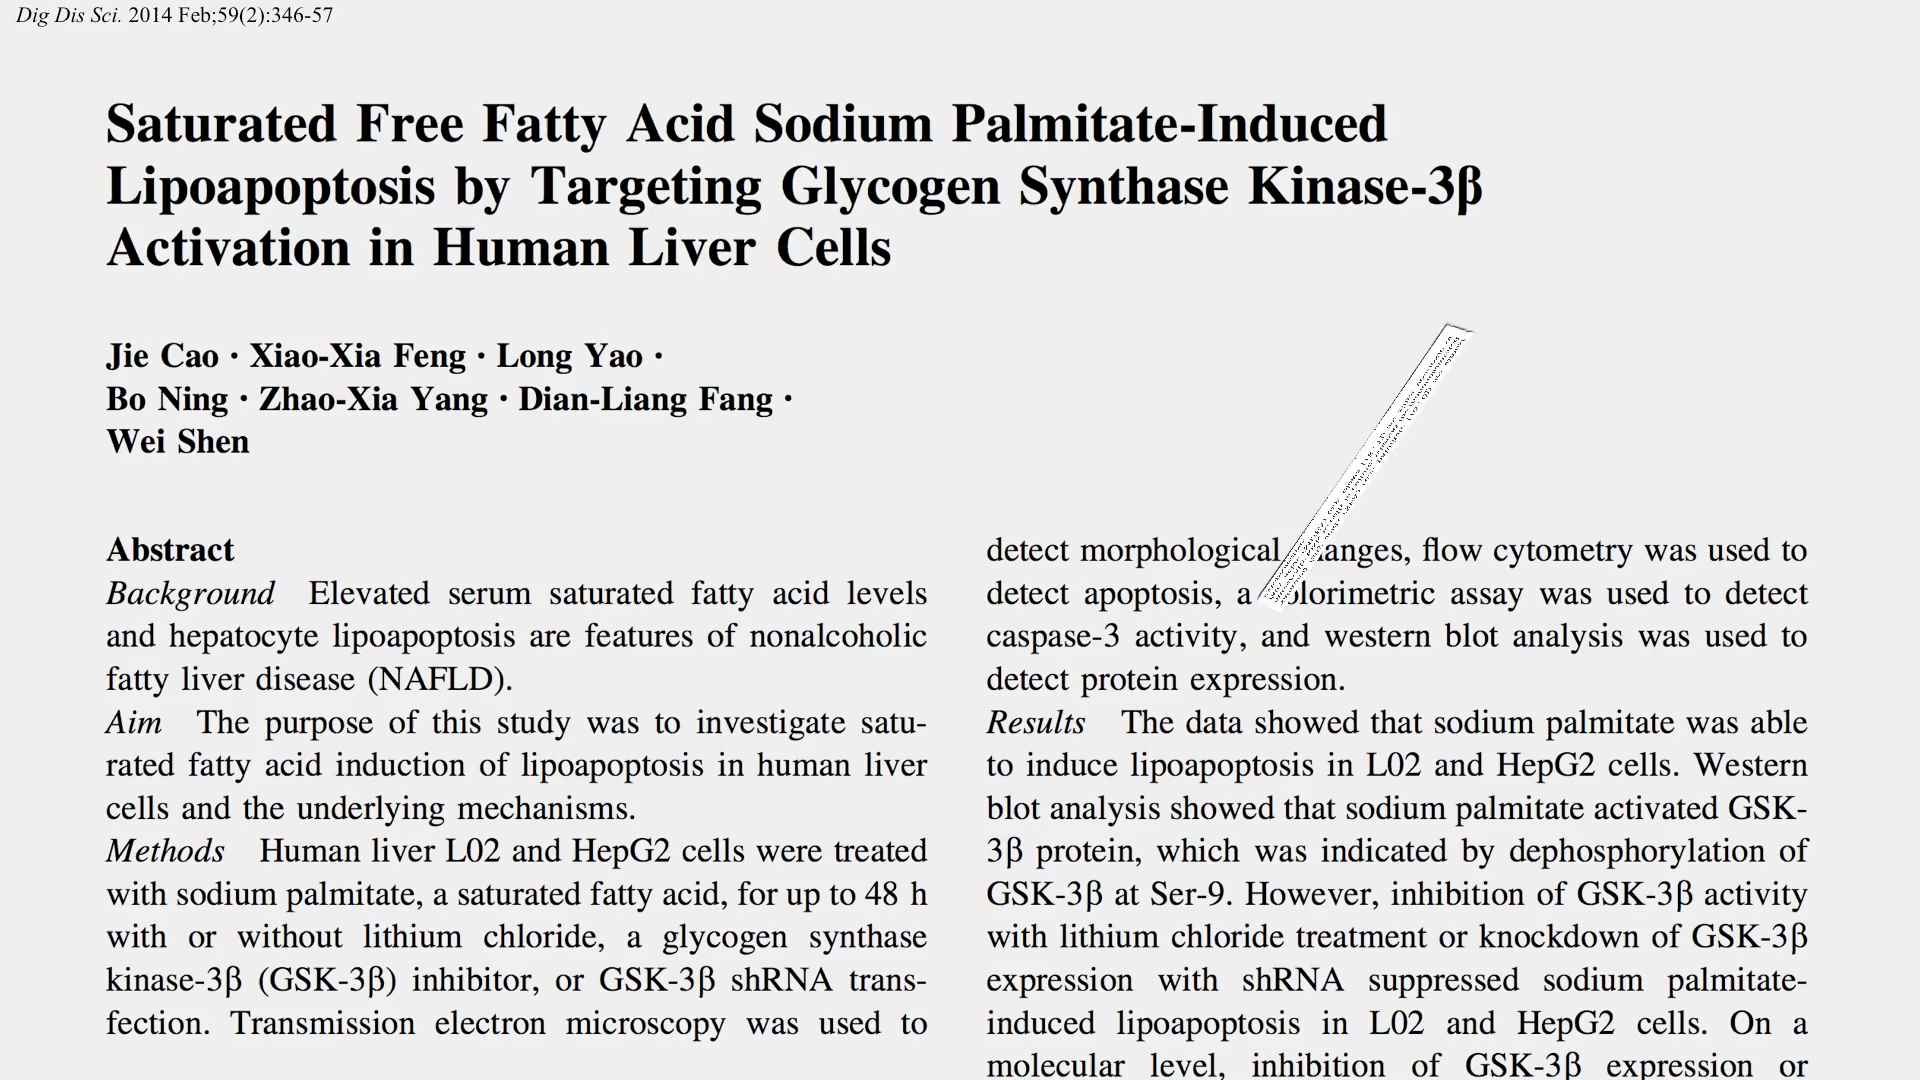 Dig Dis Sci. 2014 Feb;59(2):346-57
Saturated Free Fatty Acid Sodium Palmitate-Induced
Lipoapoptosis by Targeting Glycogen Synthase Kinase-3β
Activation in Human Liver Cells
Jie Cao · Xiao-Xia Feng · Long Yao ·
Bo Ning · Zhao-Xia Yang · Dian-Liang Fang ·
Wei Shen
Abstract
Background Elevated serum saturated fatty acid levels
and hepatocyte lipoapoptosis are features of nonalcoholic
fatty liver disease (NAFLD).
Aim The purpose of this study was to investigate satu-
rated fatty acid induction of lipoapoptosis in human liver
cells and the underlying mechanisms.
Methods Human liver L02 and HepG2 cells were treated
with sodium palmitate, a saturated fatty acid, for up to 48 h
with or without lithium chloride, a glycogen synthase
kinase-3β (GSK-3β) inhibitor, or GSK-3β shRNA trans-
fection. Transmission electron microscopy was used to
detect morphological anges, flow cytometry was used to
detect apoptosis, a lorimetric assay was used to detect
caspase-3 activity, and western blot analysis was used to
detect protein expression.
Results The data showed that sodium palmitate was able
to induce lipoapoptosis in L02 and HepG2 cells. Western
blot analysis showed that sodium palmitate activated GSK-
3β protein, which was indicated by dephosphorylation of
GSK-3β at Ser-9. However, inhibition of GSK-3β activity
with lithium chloride treatment or knockdown of GSK-3β
expression with shRNA suppressed sodium palmitate-
induced lipoapoptosis in L02 and HepG2 cells. On a
molecular level, inhibition of GSK-3β expression or